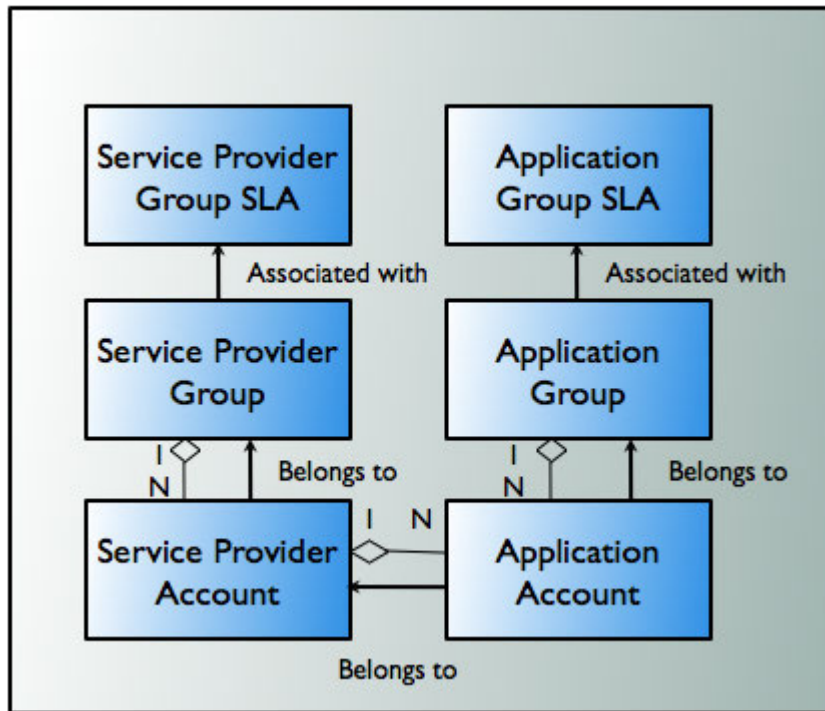 Service Provider
Group SLA
Application
Group SLA
Associated with
Associated with
Service Provider
Group
Application
Group
1
N
Belongs to
1
N
Belongs to
1
N
Service Provider
Account
Application
Account
Belongs to